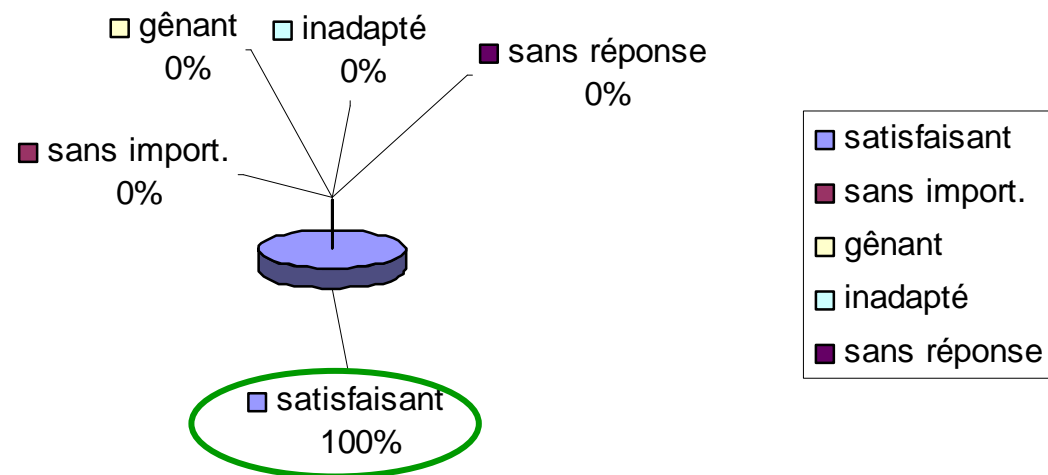 gênant
0%
inadapté
0%
sans réponse
0%
sans import.
0%
satisfaisant
100%
satisfaisant
sans import.
gênant
inadapté
sans réponse